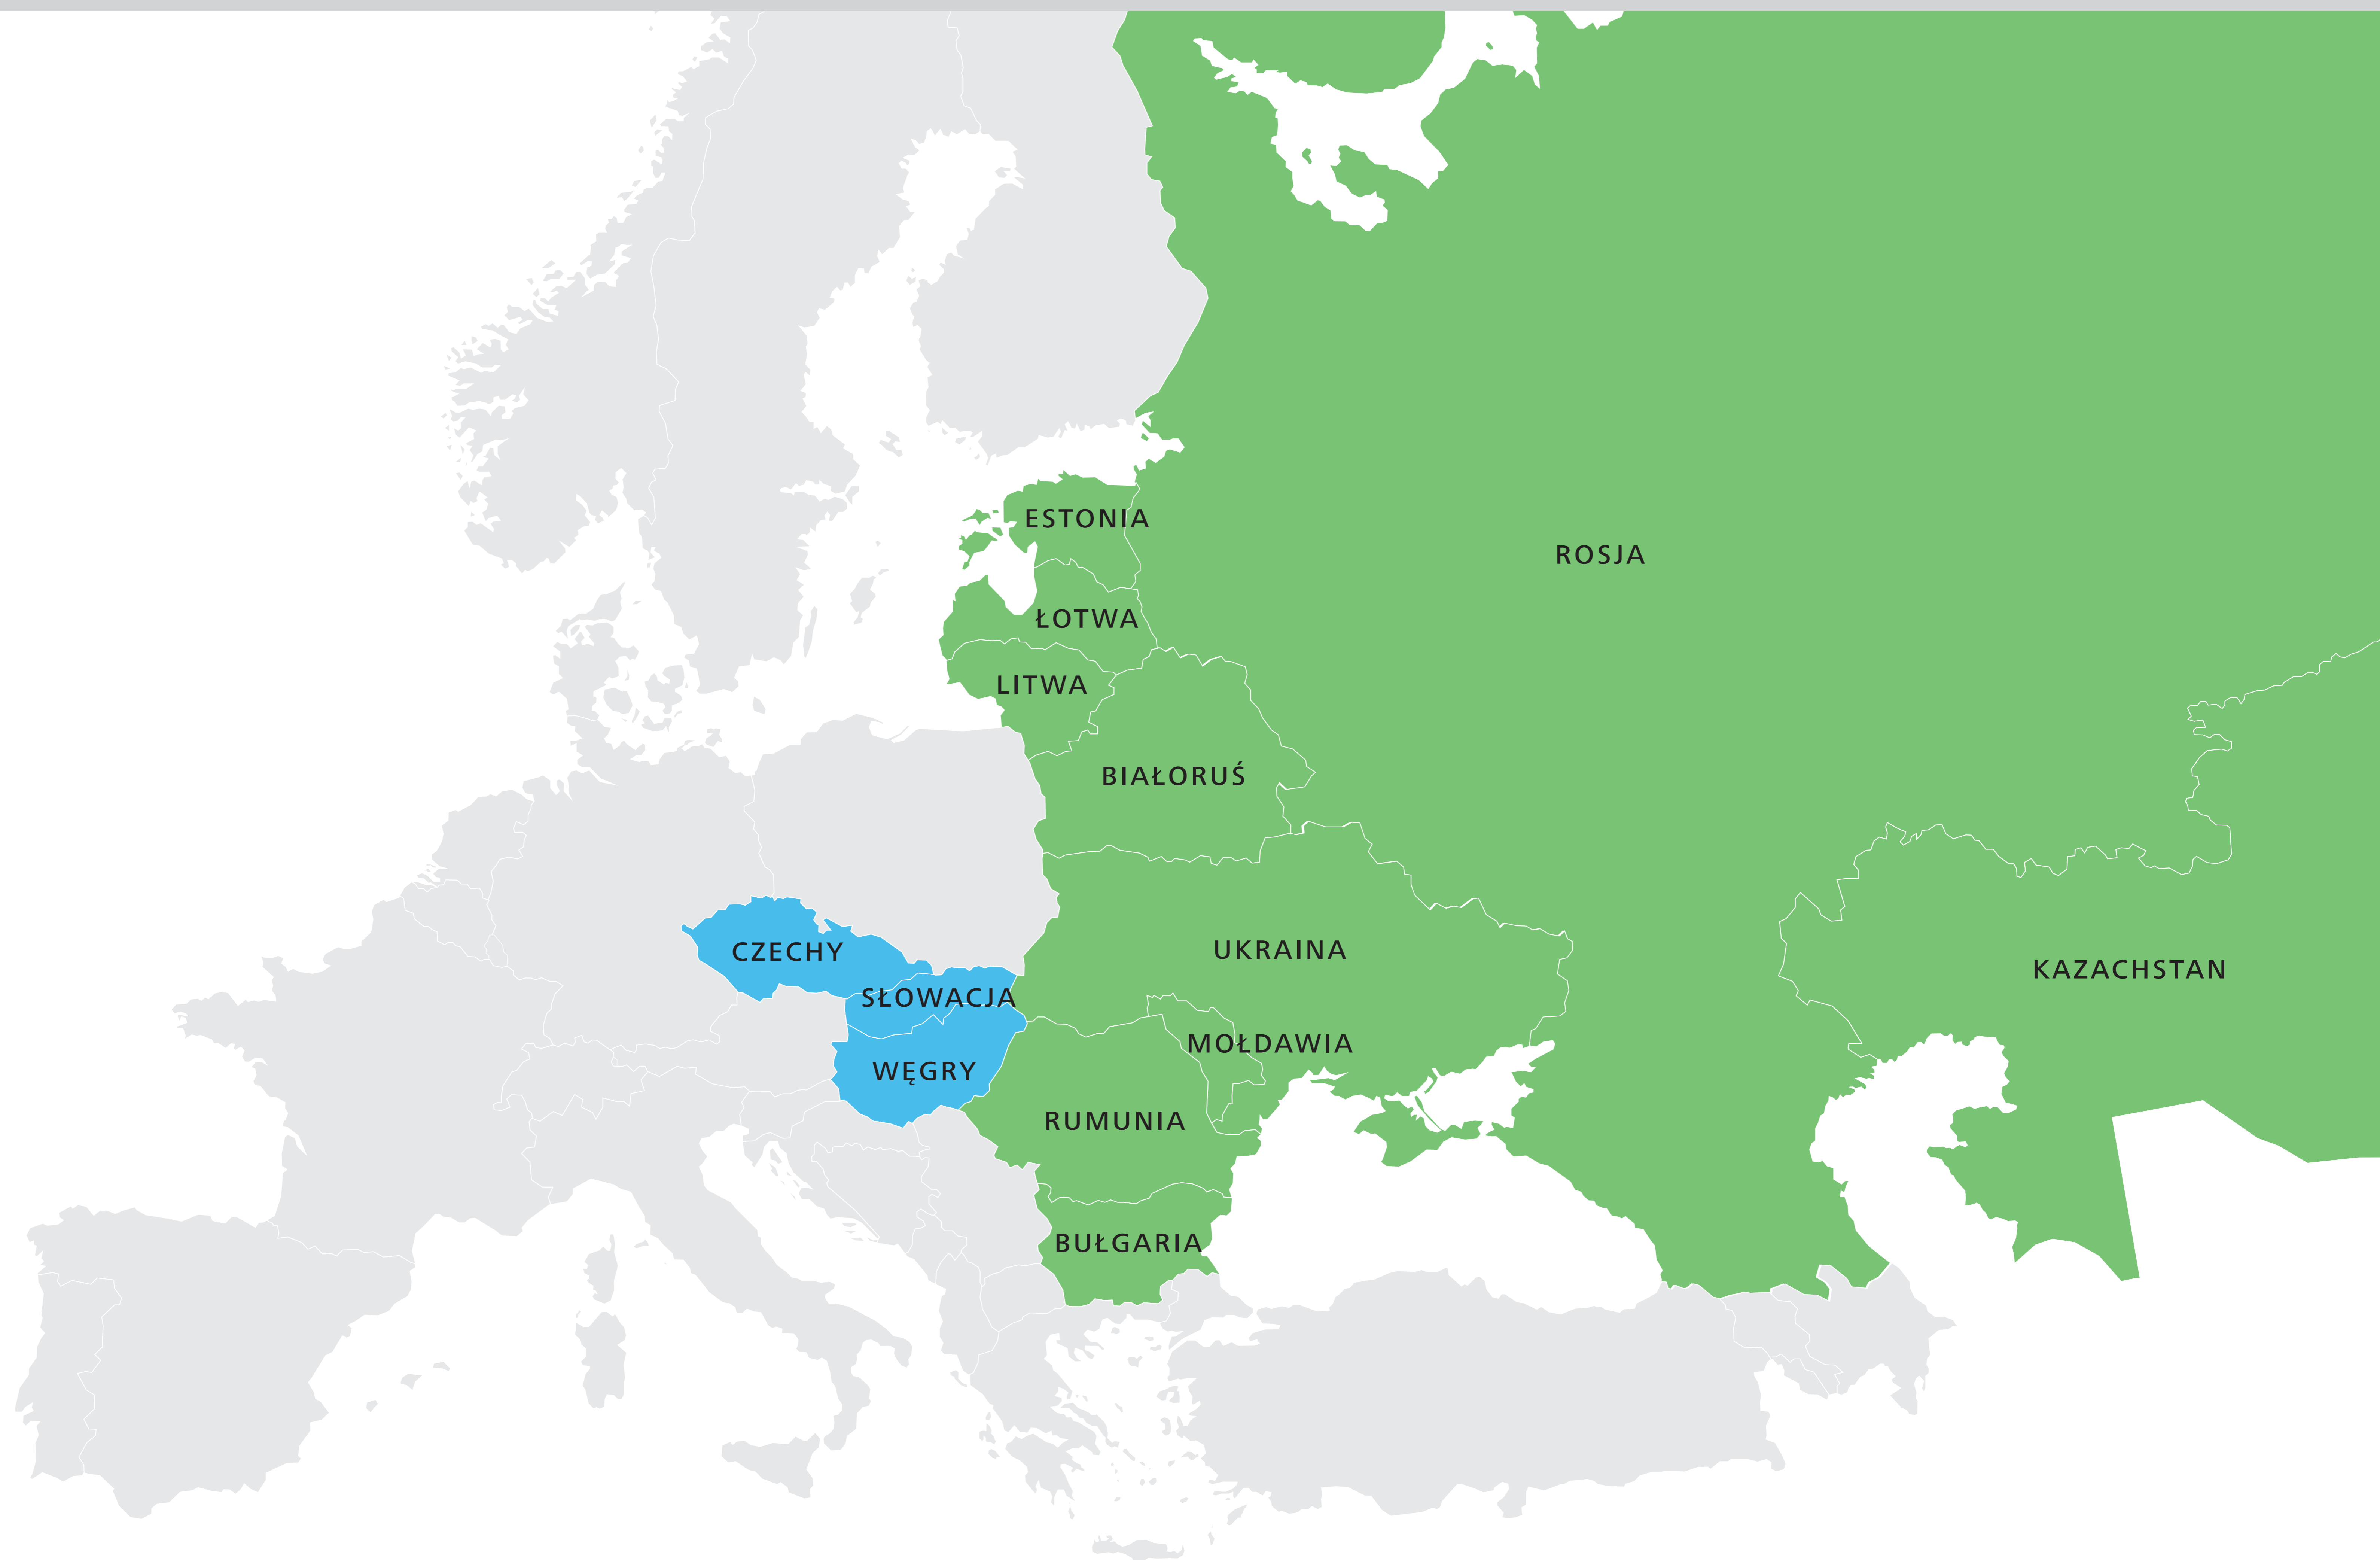 ESTONIA
ROSJA
ŁOTWA
LITWA
BIAŁORUŚ
CZECHY
UKRAINA
KAZACHSTAN
SŁOWACJA
MOŁDAWIA
WĘGRY
RUMUNIA
BUŁGARIA